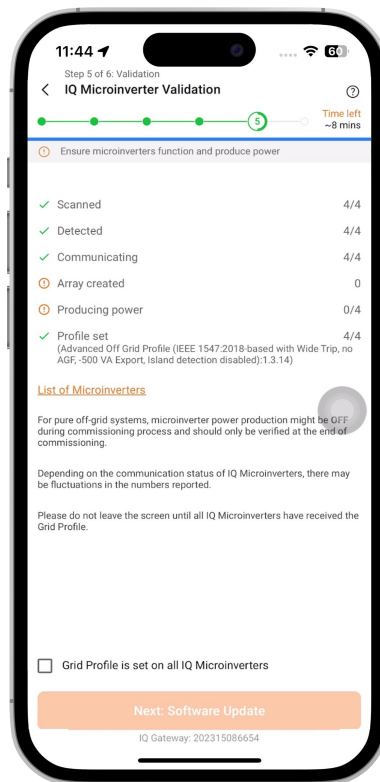 11:44
60
Step 5 of 6: Validation
IQ Microinverter Validation
?
5
Time left
~8 mins
Ensure microinverters function and produce power
Scanned 4/4
Detected 4/4
Communicating 4/4
Array created 0
Producing power 0/4
Profile set 4/4
(Advanced Off Grid Profile (IEEE 1547:2018-based with Wide Trip, no
AGF, -500 VA Export, Island detection disabled):1.3.14)
List of Microinverters
For pure off-grid systems, microinverter power production might be OFF
during commissioning process and should only be verified at the end of
commissioning.
Depending on the communication status of IQ Microinverters, there may
be fluctuations in the numbers reported.
Please do not leave the screen until all IQ Microinverters have received the
Grid Profile.
Grid Profile is set on all IQ Microinverters
Next: Software Update
IQ Gateway: 202315086654